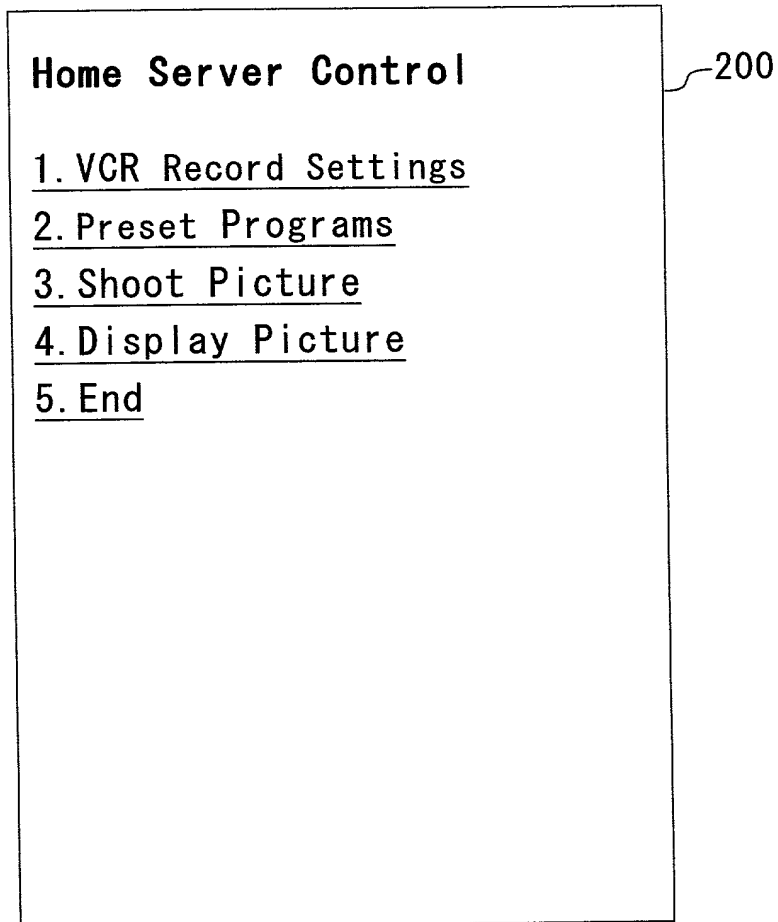 Home Server Control
200
1. VCR Record Settings
2. Preset Programs
3. Shoot Picture
4. Display Picture
5. End